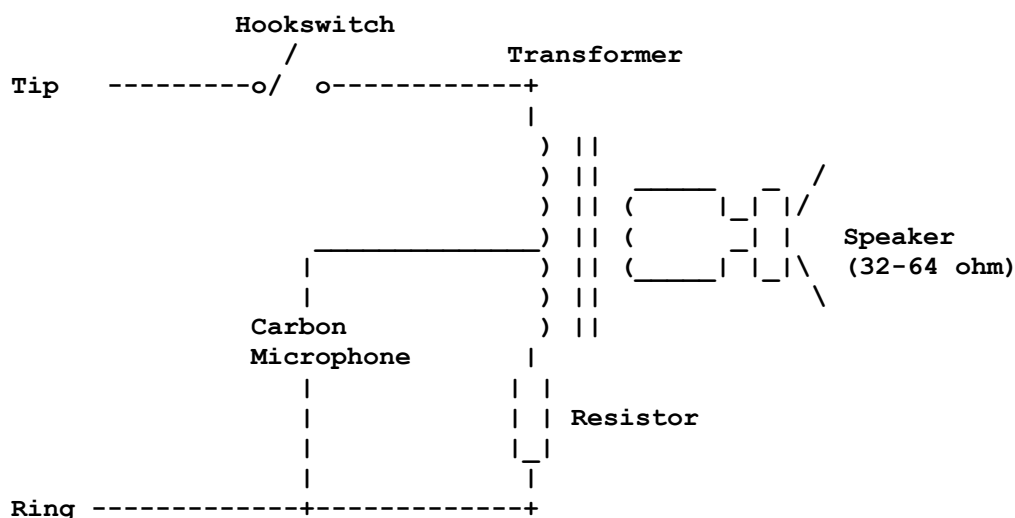 Hookswitch
Transformer
Tip
Speaker
(32-64 ohm)
Carbon
Microphone
Resistor
Ring